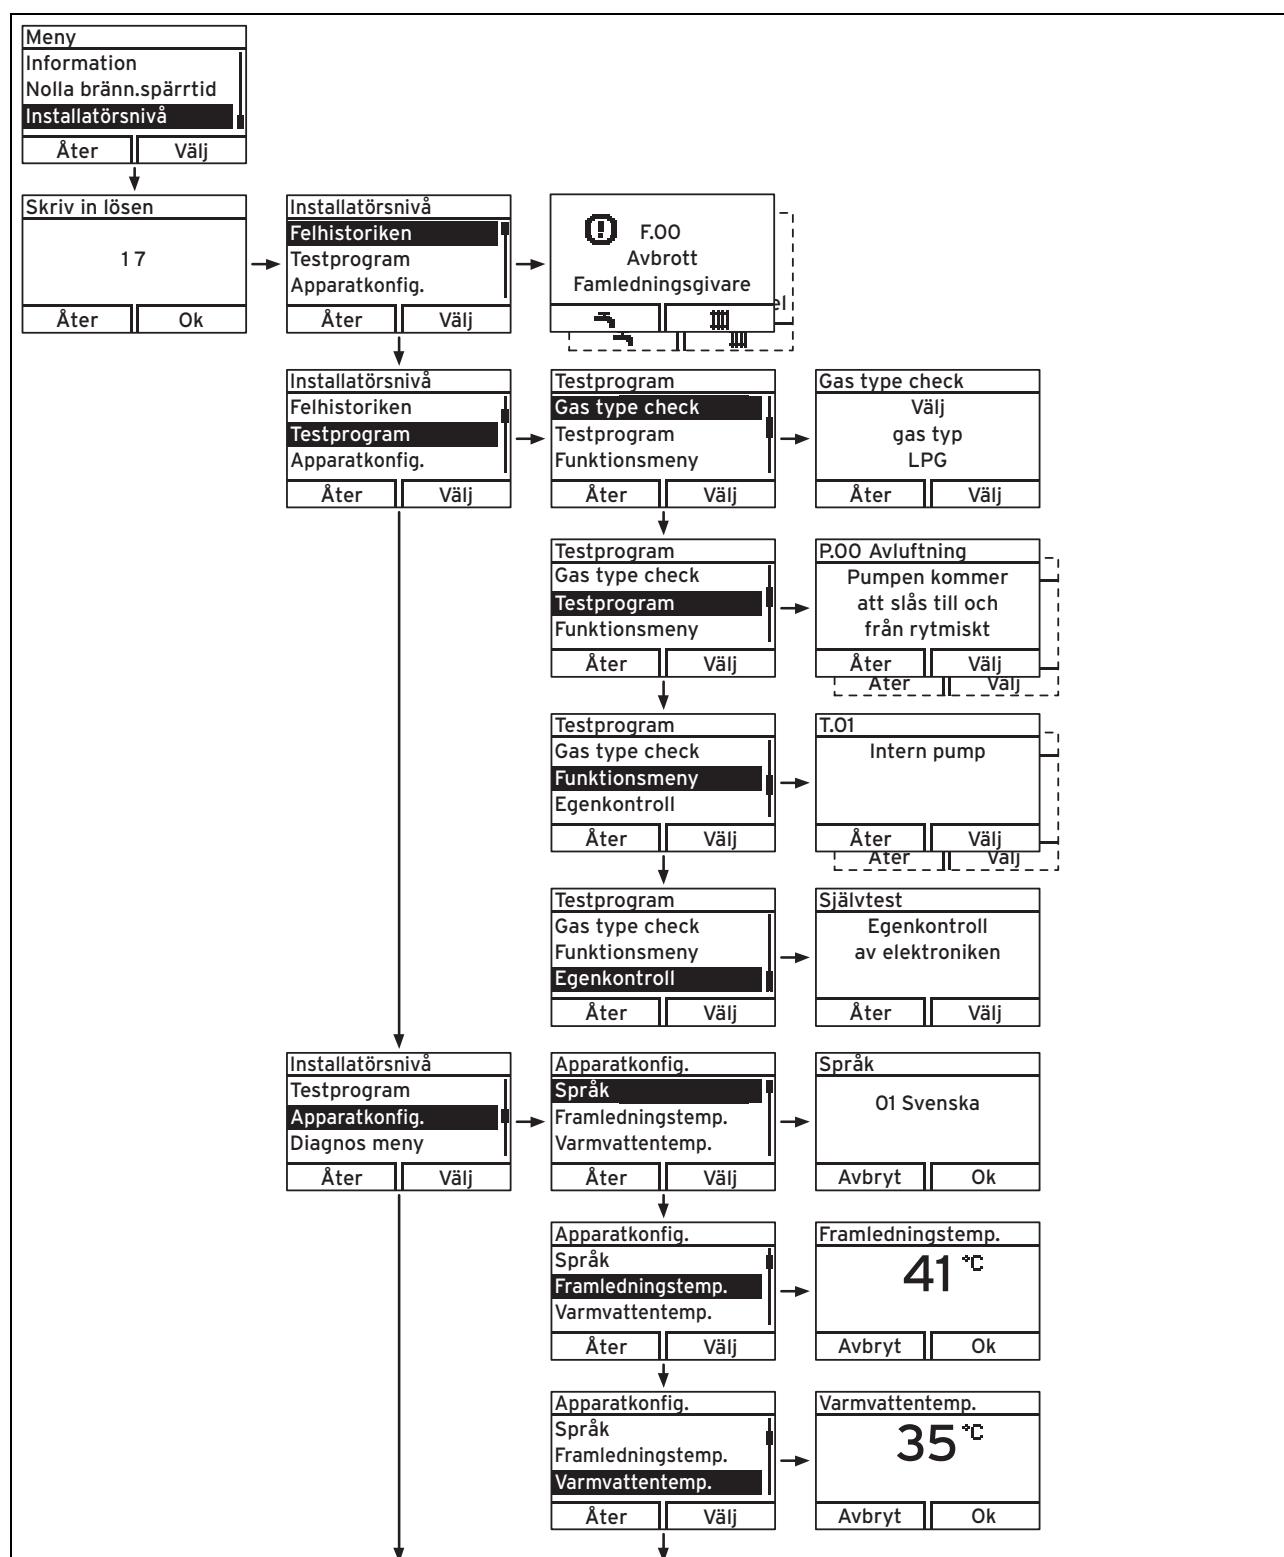 Meny
Information
Nolla bränn.spärrtid
Installatörsnivå
Åter Välj
Skriv in lösen
17
Åter Ok
Installatörsnivå
Felhistoriken
Testprogram
Apparatkonfig.
Åter Välj
F.00
Avbrott
Famledningsgivare
el
Installatörsnivå
Felhistoriken
Testprogram
Apparatkonfig.
Åter Välj
Testprogram
Gas type check
Testprogram
Funktionsmeny
Åter Välj
Gas type check
Välj
gas typ
LPG
Åter Välj
Testprogram
Gas type check
Testprogram
Funktionsmeny
Åter Välj
P.00 Avluftning
Pumpen kommer
att slås till och
från rytmiskt
Åter Välj
Åter Välj
Testprogram
Gas type check
Funktionsmeny
Egenkontroll
Åter Välj
T.01
Intern pump
Åter Välj
Åter Välj
Testprogram
Gas type check
Funktionsmeny
Egenkontroll
Åter Välj
Självtest
Egenkontroll
av elektroniken
Åter Välj
Installatörsnivå
Testprogram
Apparatkonfig.
Diagnos meny
Åter Välj
Apparatkonfig.
Språk
Framledningstemp.
Varmvattentemp.
Åter Välj
Språk
01 Svenska
Avbryt Ok
Apparatkonfig.
Språk
Framledningstemp.
Varmvattentemp.
Åter Välj
Framledningstemp.
41 °C
Avbryt Ok
Apparatkonfig.
Språk
Framledningstemp.
Varmvattentemp.
Åter Välj
Varmvattentemp.
35 °C
Avbryt Ok